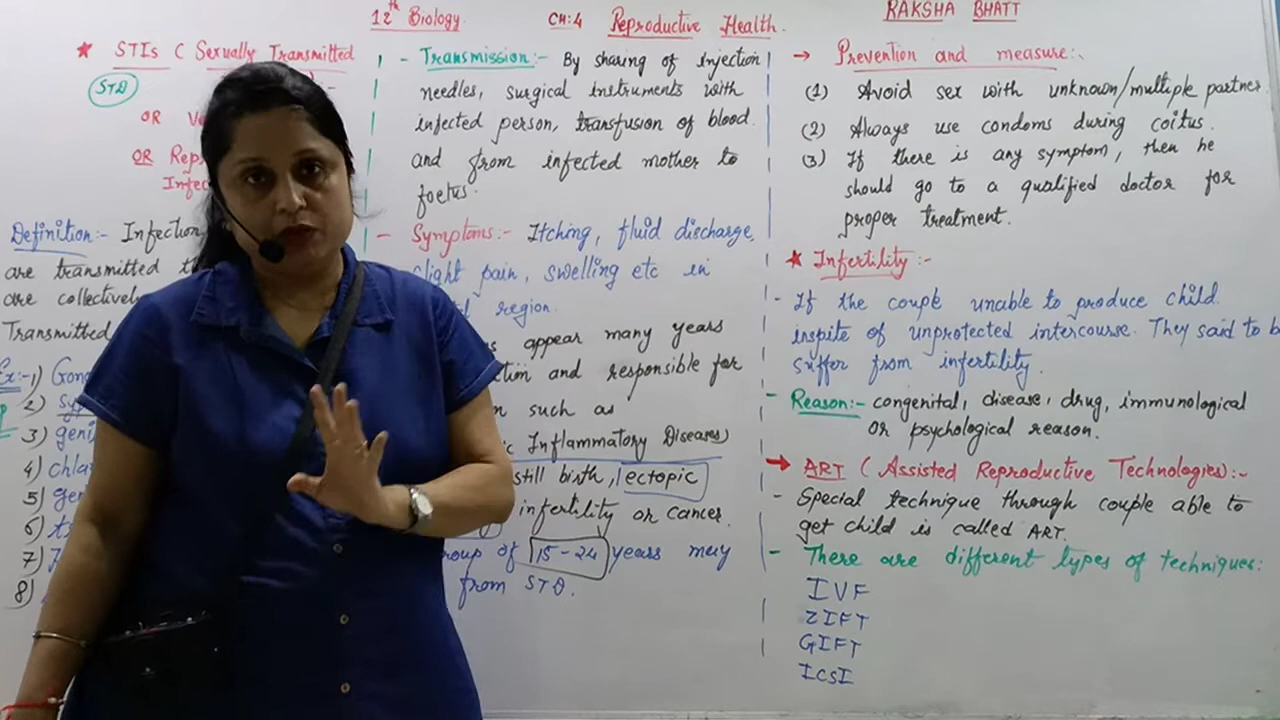 12th Biology
CH:4 Reproductive Health.
RAKSHA BHATT
* STIs ( Sexually Transmitted
STD
OR
OR
Definition:- Infection
are transmitted
are collectively
Transmitted
Ex:-1)
2)
3)
4)
5)
6)
7)
8)
- Transmission:- By sharing of injection
needles, surgical instruments with
infected person, transfusion of blood.
and from infected mother to
foetus.
- Symptoms:- Itching, fluid discharge,
slight pain, swelling etc in
region.
appear many years
and responsible for
such as
Inflammatory Diseases)
still birth, ectopic
infertility or cancer.
of 15-24 years may
from STD.
→ Prevention and measure:-
(1) Avoid sex with unknown/multiple partner.
(2) Always use condoms during coitus.
(3) If there is any symptom, then he
should go to a qualified doctor for
proper treatment.
* Infertility:-
- If the couple unable to produce child
inspite of unprotected intercourse. They said to b
suffer from infertility.
- Reason:- congenital, disease, drug, immunological
or psychological reason.
→ ART ( Assisted Reproductive Technologies):-
- Special technique through couple able to
get child is called ART.
- There are different types of techniques:
IVF
ZIFT
GIFT
ICSI